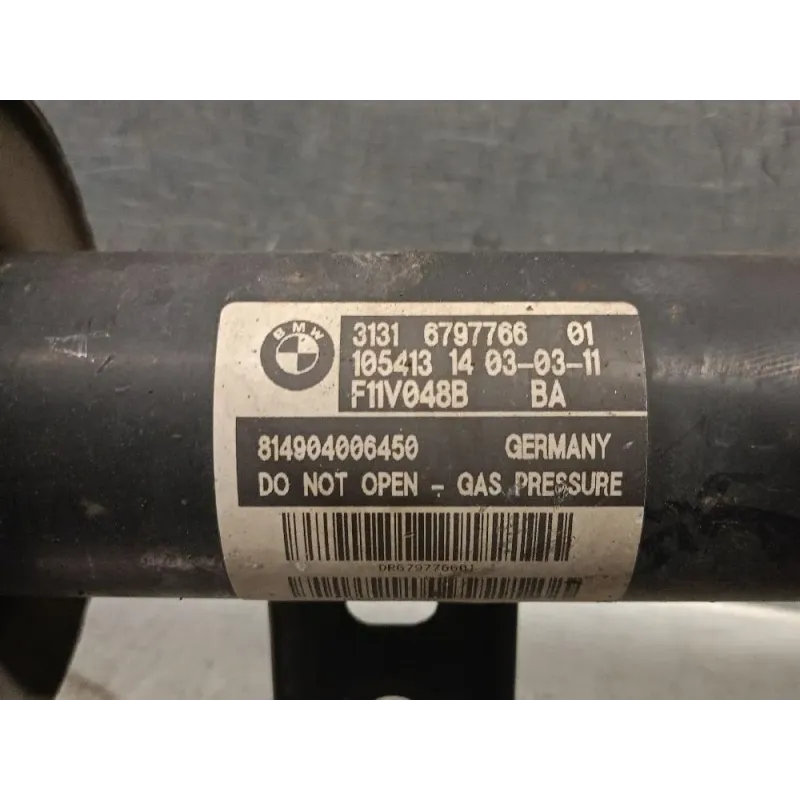 BMW
3131 6797766 01
105413 14 03-03-11
F11V048B BA
814904006450 GERMANY
DO NOT OPEN - GAS PRESSURE